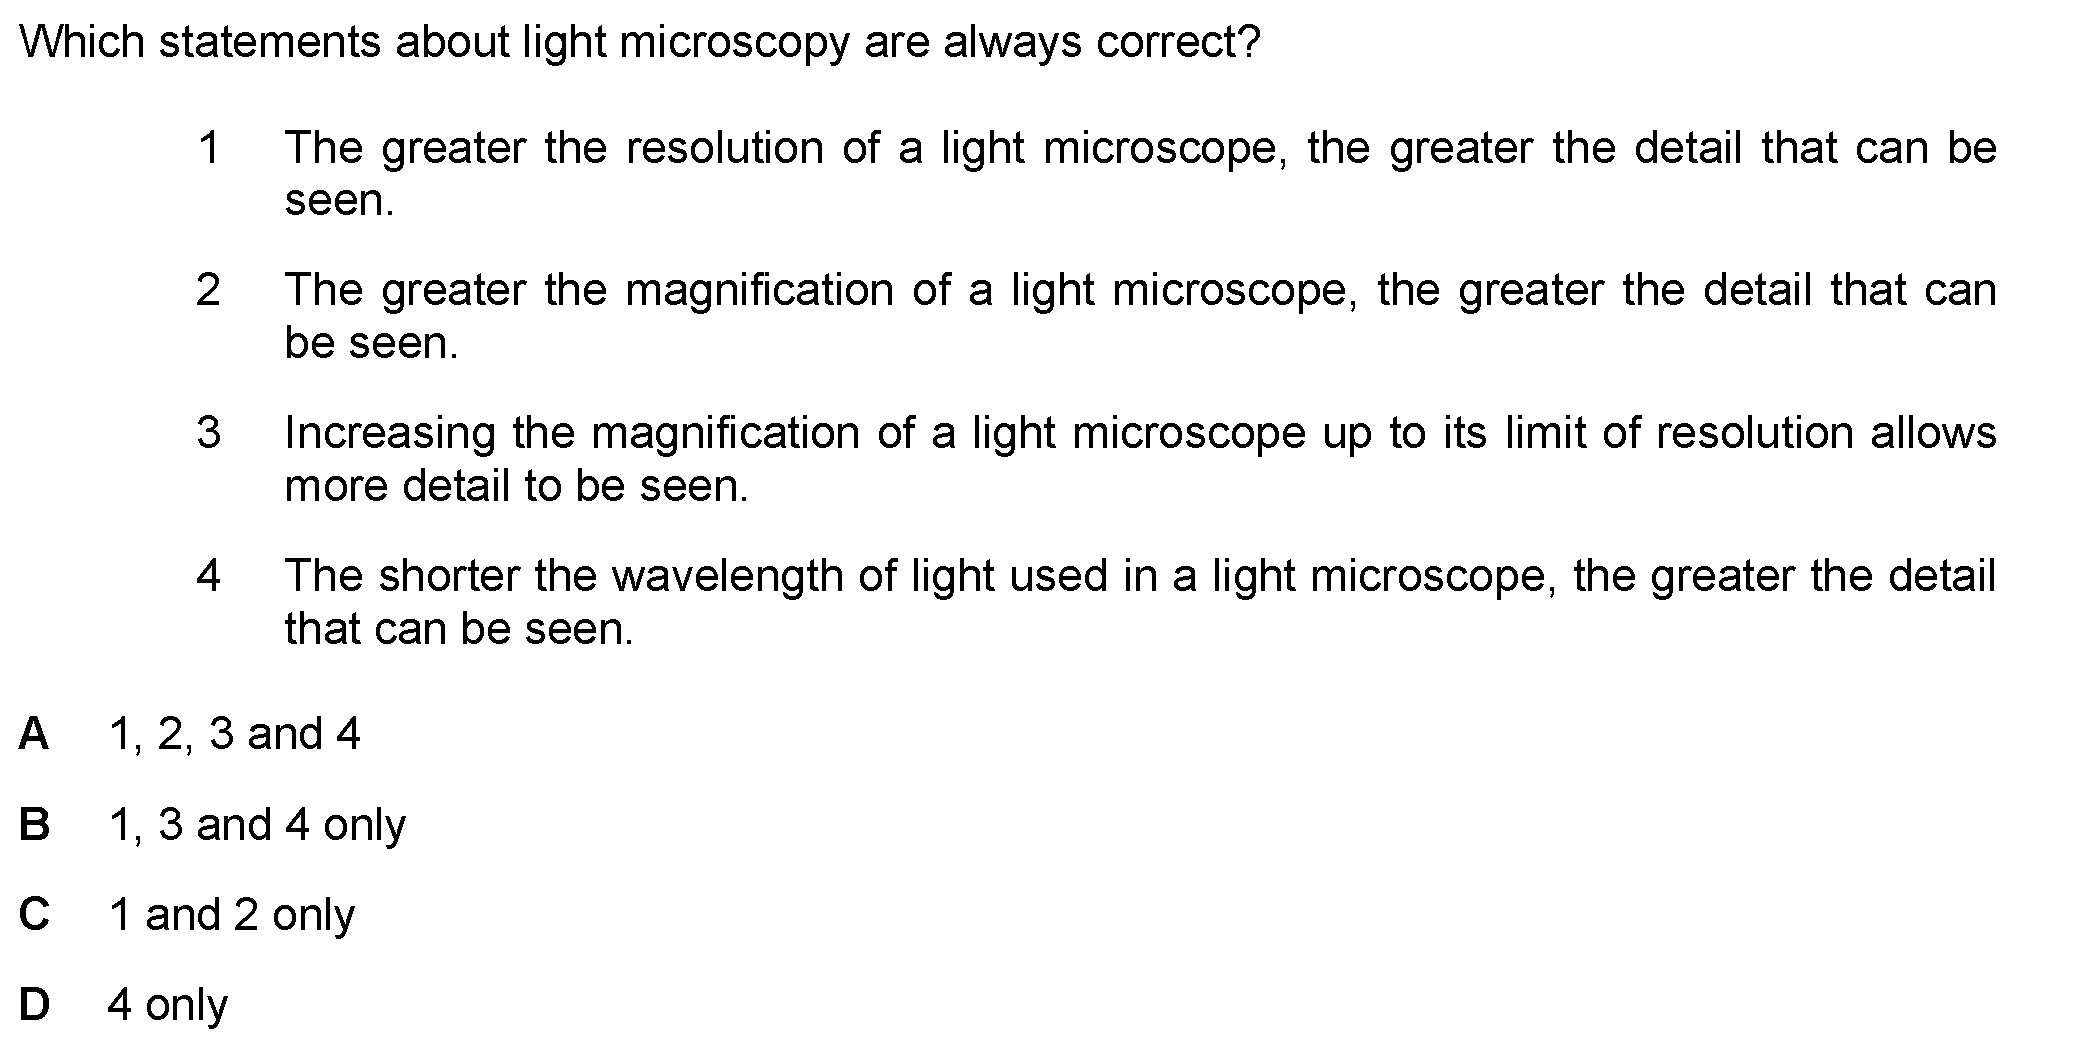 Which statements about light microscopy are always correct?
1 The greater the resolution of a light microscope, the greater the detail that can be
seen.
2 The greater the magnification of a light microscope, the greater the detail that can
be seen.
3 Increasing the magnification of a light microscope up to its limit of resolution allows
more detail to be seen.
4 The shorter the wavelength of light used in a light microscope, the greater the detail
that can be seen.
A 1, 2, 3 and 4
B 1, 3 and 4 only
C 1 and 2 only
D 4 only